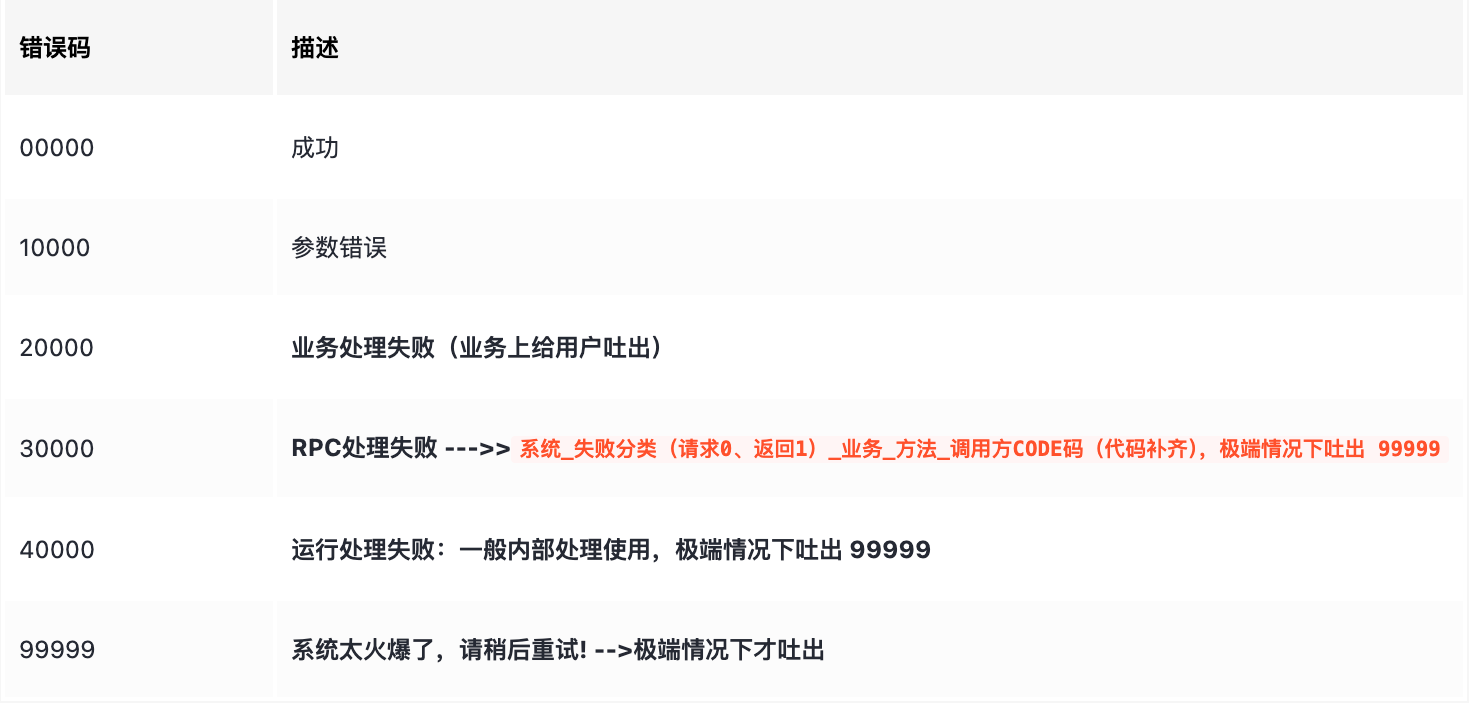 错误码 描述
00000 成功
10000 参数错误
20000 业务处理失败（业务上给用户吐出）
30000 RPC处理失败 --->> 系统_失败分类（请求0、返回1）_业务_方法_调用方CODE码（代码补齐），极端情况下吐出 99999
40000 运行处理失败：一般内部处理使用，极端情况下吐出 99999
99999 系统太火爆了，请稍后重试! -->极端情况下才吐出